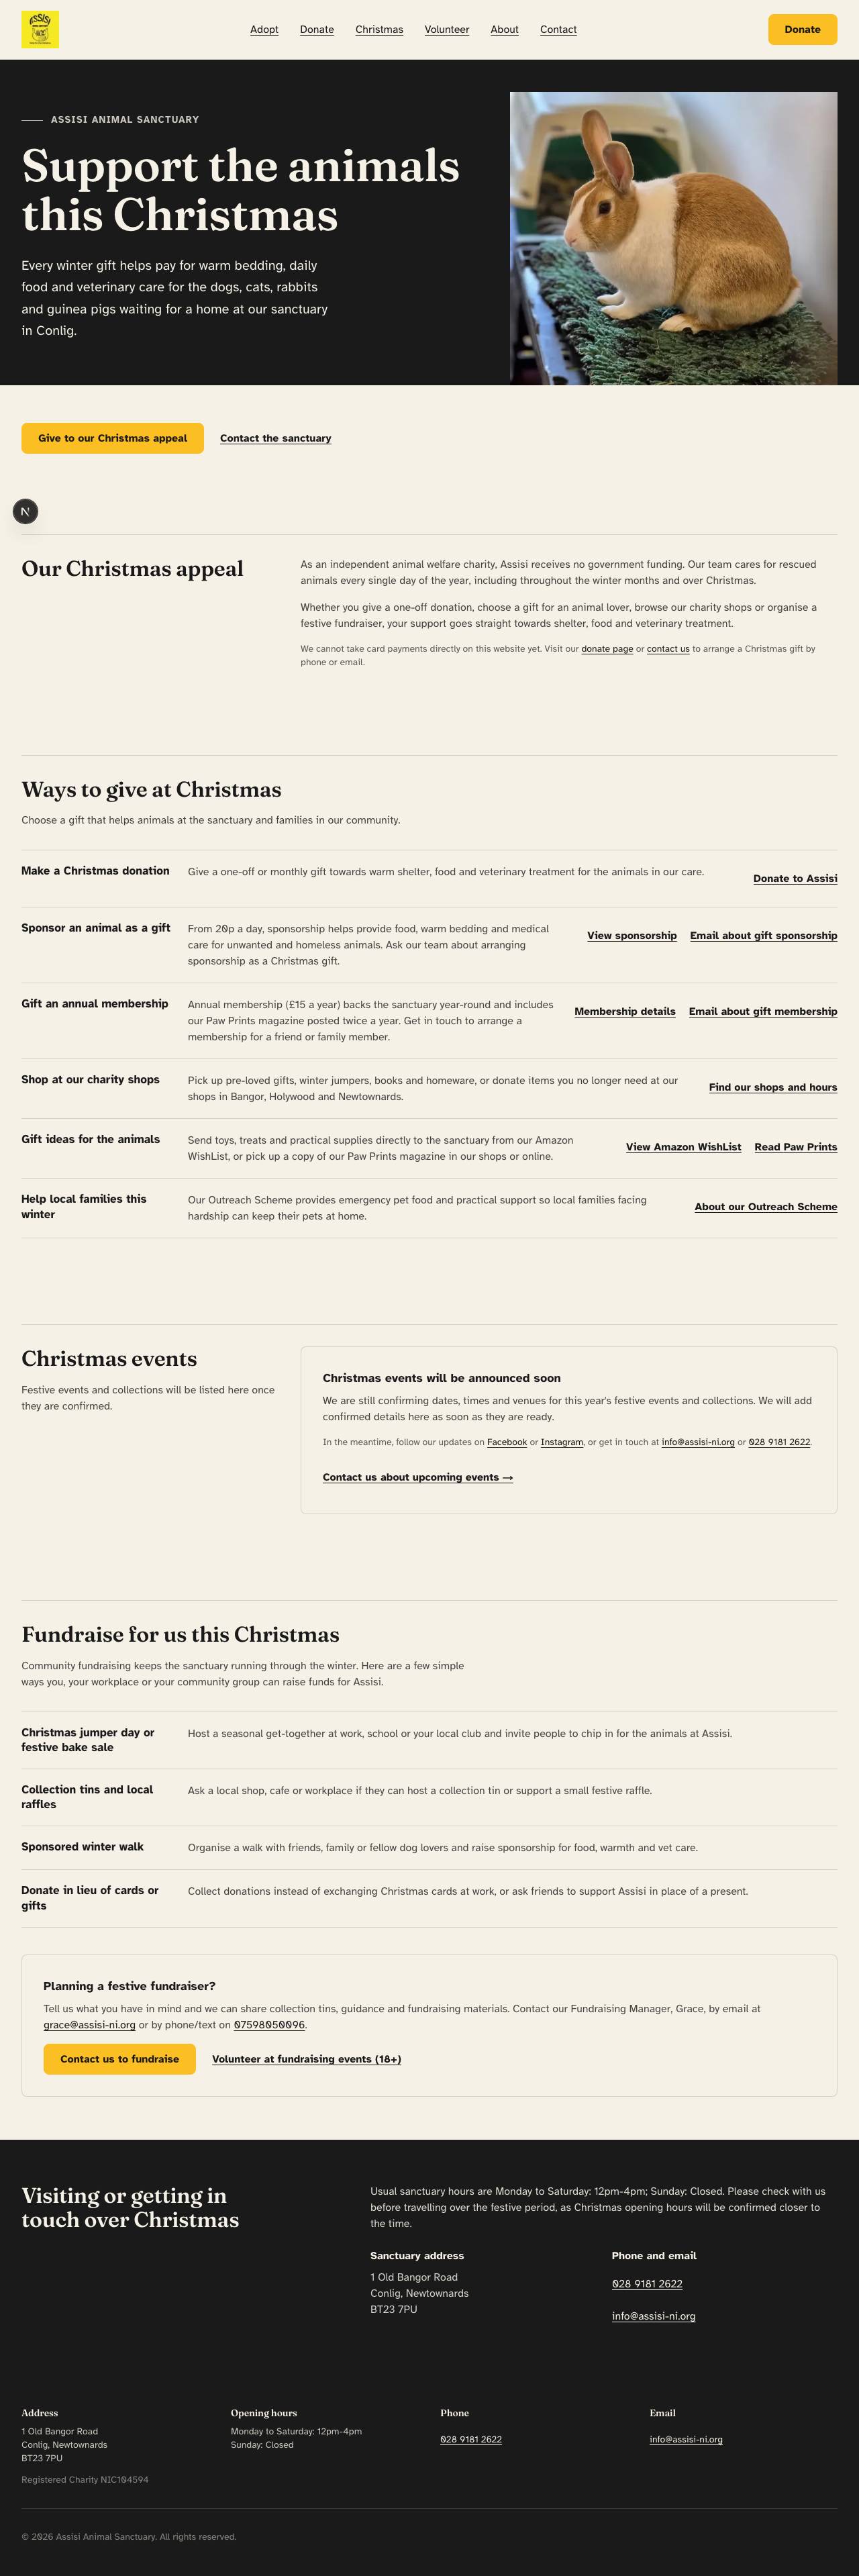 ASSISI
Adopt
Donate
Christmas
Volunteer
About
Contact
Donate
ASSISI ANIMAL SANCTUARY
Support the animals
this Christmas
Every winter gift helps pay for warm bedding, daily
food and veterinary care for the dogs, cats, rabbits
and guinea pigs waiting for a home at our sanctuary
in Conlig.
Give to our Christmas appeal
Contact the sanctuary
N
Our Christmas appeal
As an independent animal welfare charity, Assisi receives no government funding. Our team cares for rescued
animals every single day of the year, including throughout the winter months and over Christmas.
Whether you give a one-off donation, choose a gift for an animal lover, browse our charity shops or organise a
festive fundraiser, your support goes straight towards shelter, food and veterinary treatment.
We cannot take card payments directly on this website yet. Visit our donate page or contact us to arrange a Christmas gift by
phone or email.
Ways to give at Christmas
Choose a gift that helps animals at the sanctuary and families in our community.
Make a Christmas donation
Give a one-off or monthly gift towards warm shelter, food and veterinary treatment for the animals in our care.
Donate to Assisi
Sponsor an animal as a gift
From 20p a day, sponsorship helps provide food, warm bedding and medical
care for unwanted and homeless animals. Ask our team about arranging
sponsorship as a Christmas gift.
View sponsorship
Email about gift sponsorship
Gift an annual membership
Annual membership (£15 a year) backs the sanctuary year-round and includes
our Paw Prints magazine posted twice a year. Get in touch to arrange a
membership for a friend or family member.
Membership details
Email about gift membership
Shop at our charity shops
Pick up pre-loved gifts, winter jumpers, books and homeware, or donate items you no longer need at our
shops in Bangor, Holywood and Newtownards.
Find our shops and hours
Gift ideas for the animals
Send toys, treats and practical supplies directly to the sanctuary from our Amazon
WishList, or pick up a copy of our Paw Prints magazine in our shops or online.
View Amazon WishList
Read Paw Prints
Help local families this
winter
Our Outreach Scheme provides emergency pet food and practical support so local families facing
hardship can keep their pets at home.
About our Outreach Scheme
Christmas events
Festive events and collections will be listed here once
they are confirmed.
Christmas events will be announced soon
We are still confirming dates, times and venues for this year's festive events and collections. We will add
confirmed details here as soon as they are ready.
In the meantime, follow our updates on Facebook or Instagram, or get in touch at info@assisi-ni.org or 028 9181 2622.
Contact us about upcoming events →
Fundraise for us this Christmas
Community fundraising keeps the sanctuary running through the winter. Here are a few simple
ways you, your workplace or your community group can raise funds for Assisi.
Christmas jumper day or
festive bake sale
Host a seasonal get-together at work, school or your local club and invite people to chip in for the animals at Assisi.
Collection tins and local
raffles
Ask a local shop, cafe or workplace if they can host a collection tin or support a small festive raffle.
Sponsored winter walk
Organise a walk with friends, family or fellow dog lovers and raise sponsorship for food, warmth and vet care.
Donate in lieu of cards or
gifts
Collect donations instead of exchanging Christmas cards at work, or ask friends to support Assisi in place of a present.
Planning a festive fundraiser?
Tell us what you have in mind and we can share collection tins, guidance and fundraising materials. Contact our Fundraising Manager, Grace, by email at
grace@assisi-ni.org or by phone/text on 07598050096.
Contact us to fundraise
Volunteer at fundraising events (18+)
Visiting or getting in
touch over Christmas
Usual sanctuary hours are Monday to Saturday: 12pm-4pm; Sunday: Closed. Please check with us
before travelling over the festive period, as Christmas opening hours will be confirmed closer to
the time.
Sanctuary address
1 Old Bangor Road
Conlig, Newtownards
BT23 7PU
Phone and email
028 9181 2622
info@assisi-ni.org
Address
1 Old Bangor Road
Conlig, Newtownards
BT23 7PU
Registered Charity NIC104594
Opening hours
Monday to Saturday: 12pm-4pm
Sunday: Closed
Phone
028 9181 2622
Email
info@assisi-ni.org
© 2026 Assisi Animal Sanctuary. All rights reserved.